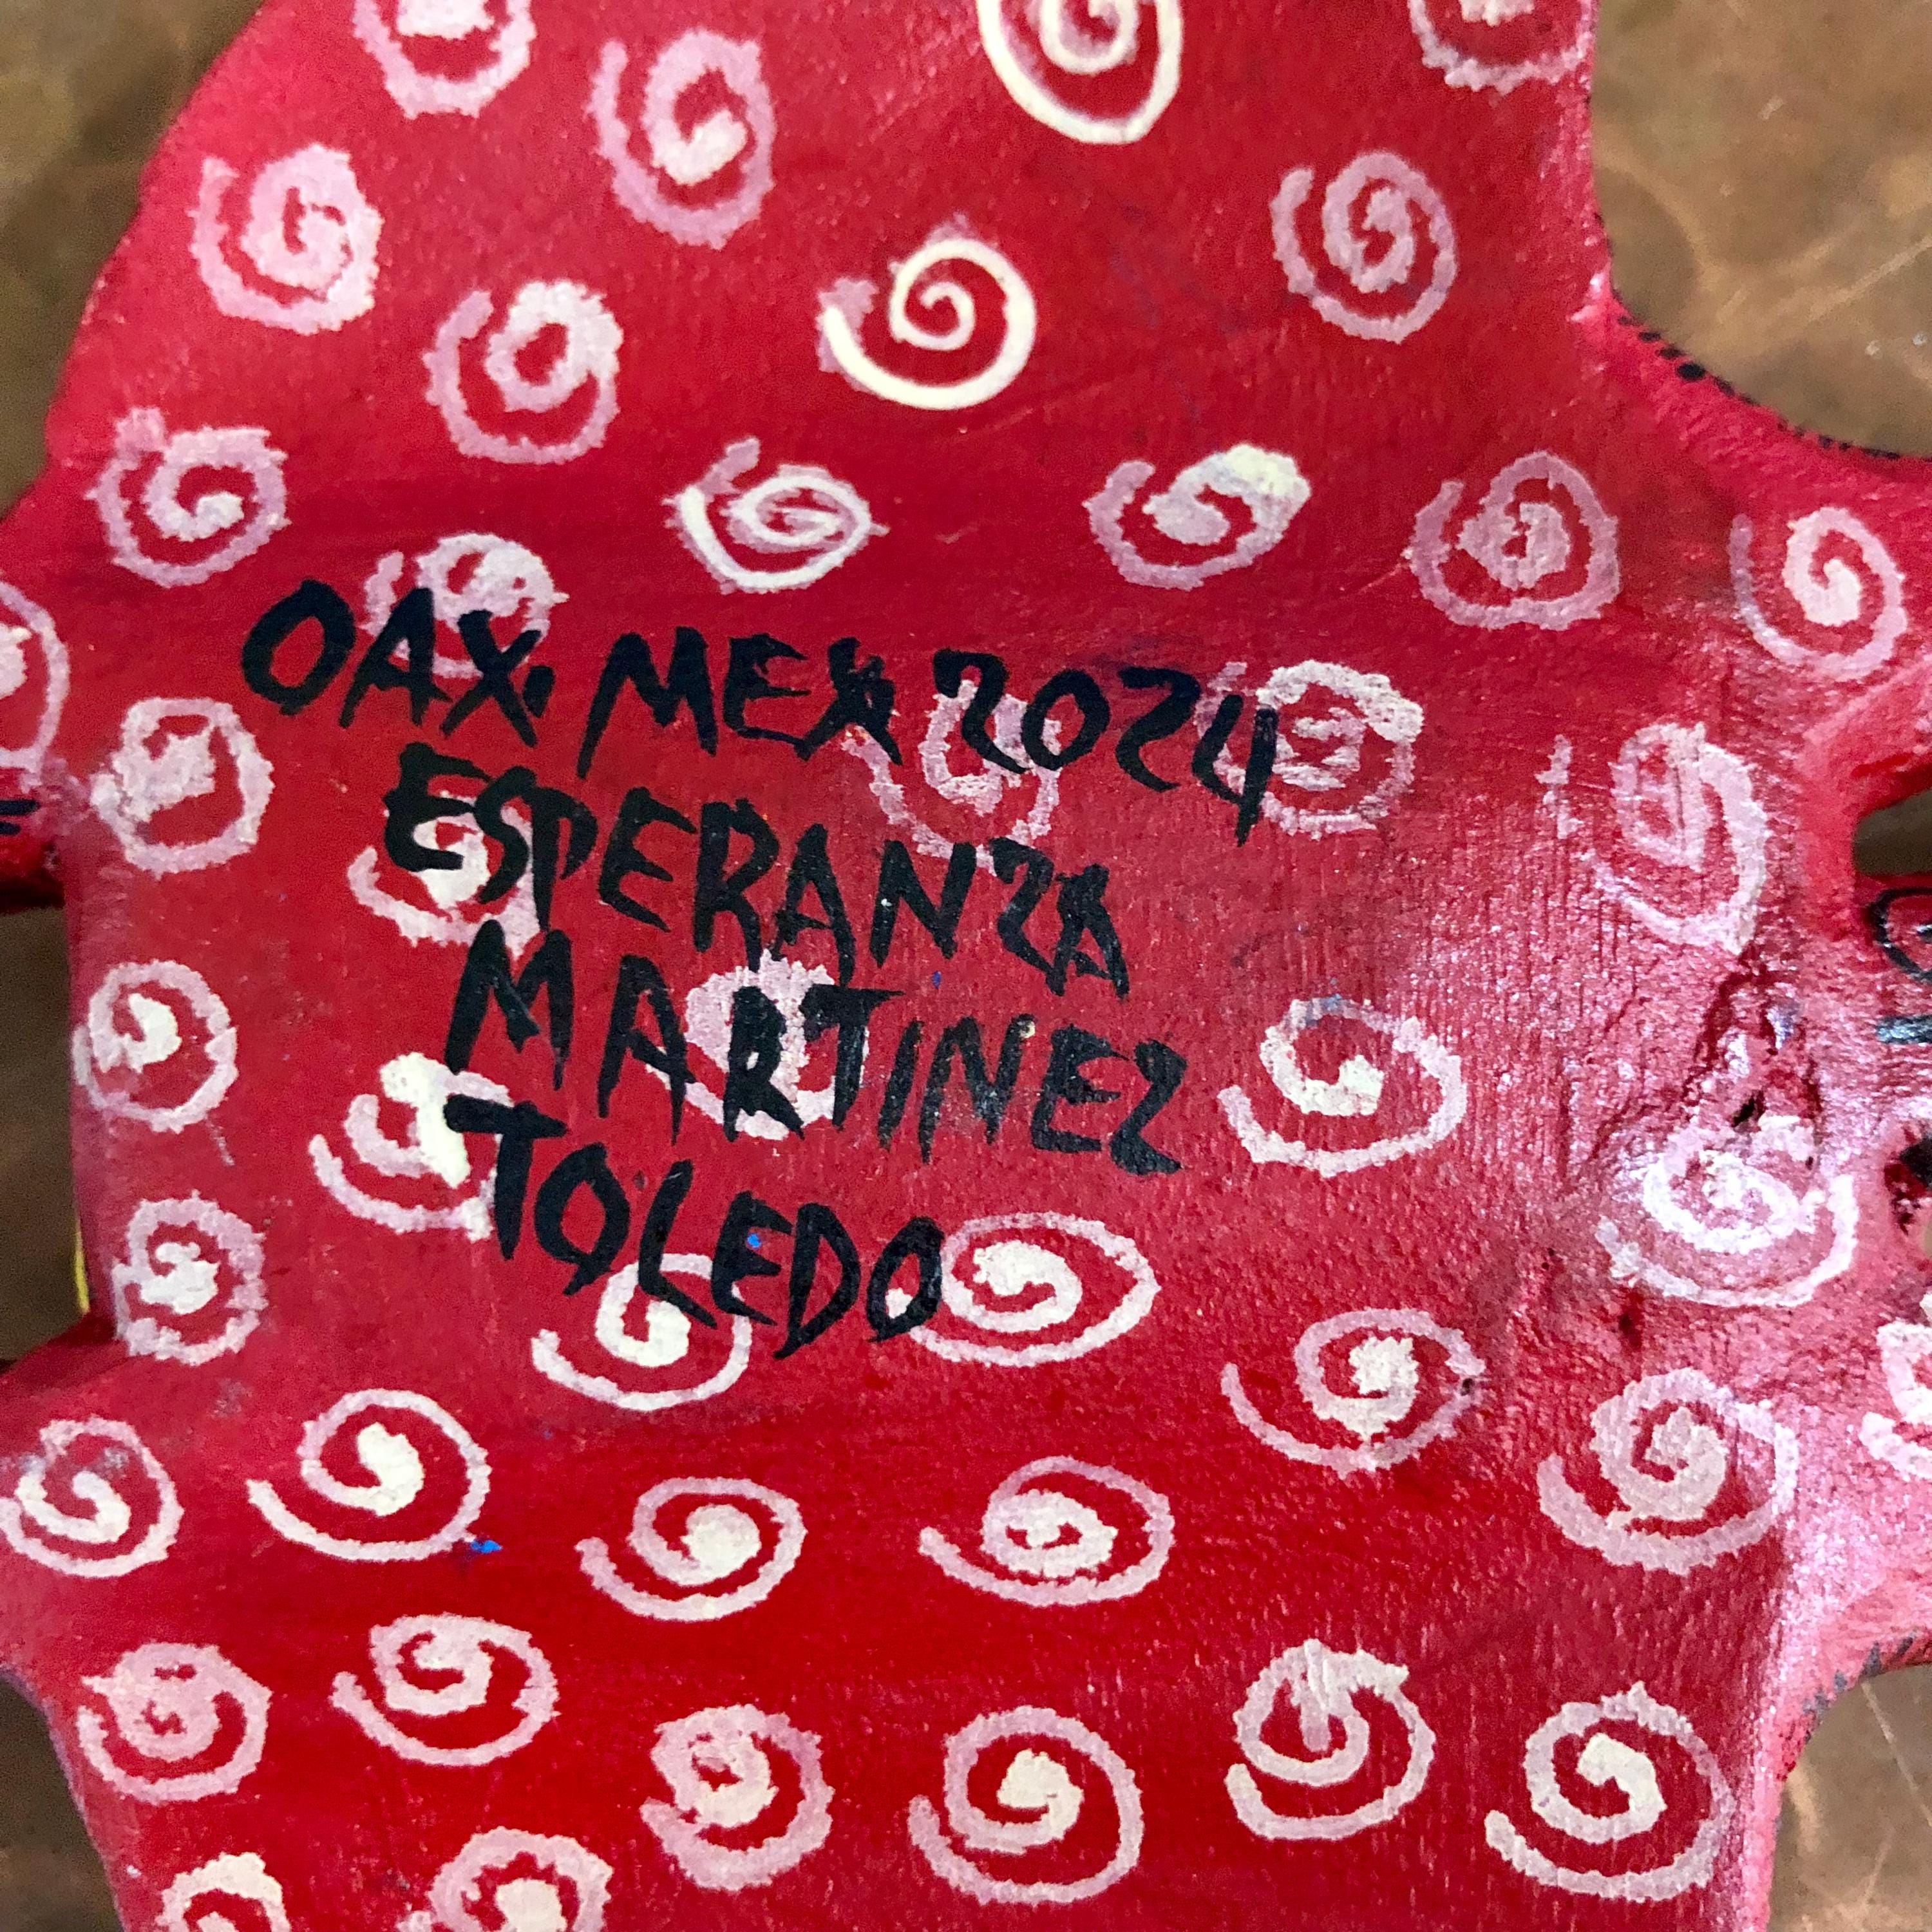 OAX. MEX 2024
ESPERANZA
MARTINEZ
TOLEDO